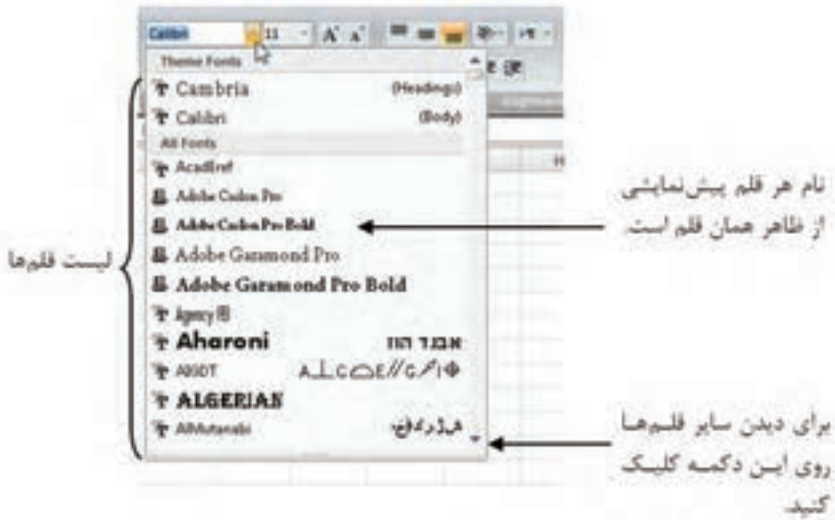 Calibri 11 A A
Theme Fonts
Cambria (Headings)
Calibri (Body)
All Fonts
AcadEref
Adobe Caslon Pro
Adobe Caslon Pro Bold
Adobe Garamond Pro
Adobe Garamond Pro Bold
Agency FB
Aharoni אבגד הוז
AIGDT
ALGERIAN
AlMutanabi
H
نام هر قلم پیش‌نمایشی
از ظاهر همان قلم است.
لیست قلم‌ها
برای دیدن سایر قلم‌ها
روی این دکمه کلیک
کنید.